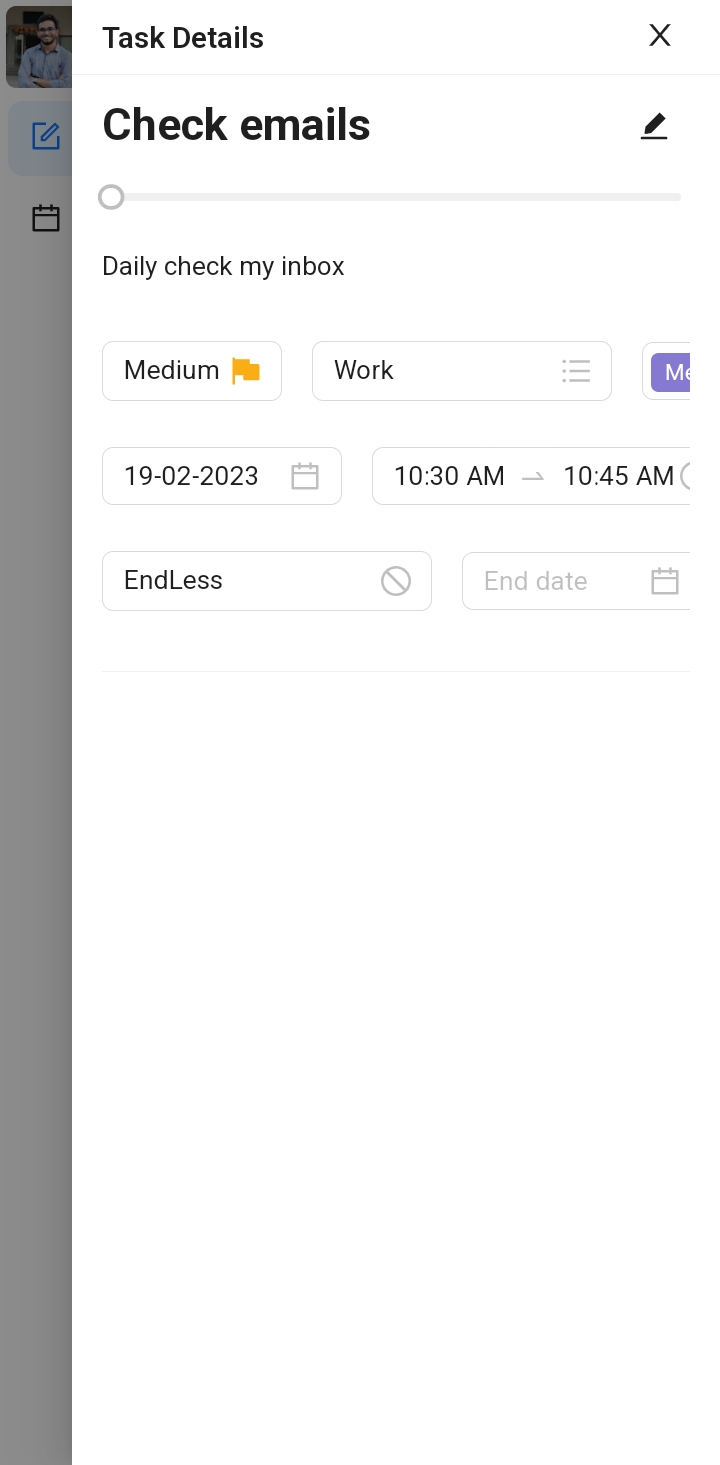 Task Details
Check emails
Daily check my inbox
Medium
Work
19-02-2023
10:30 AM 10:45 AM
EndLess
End date